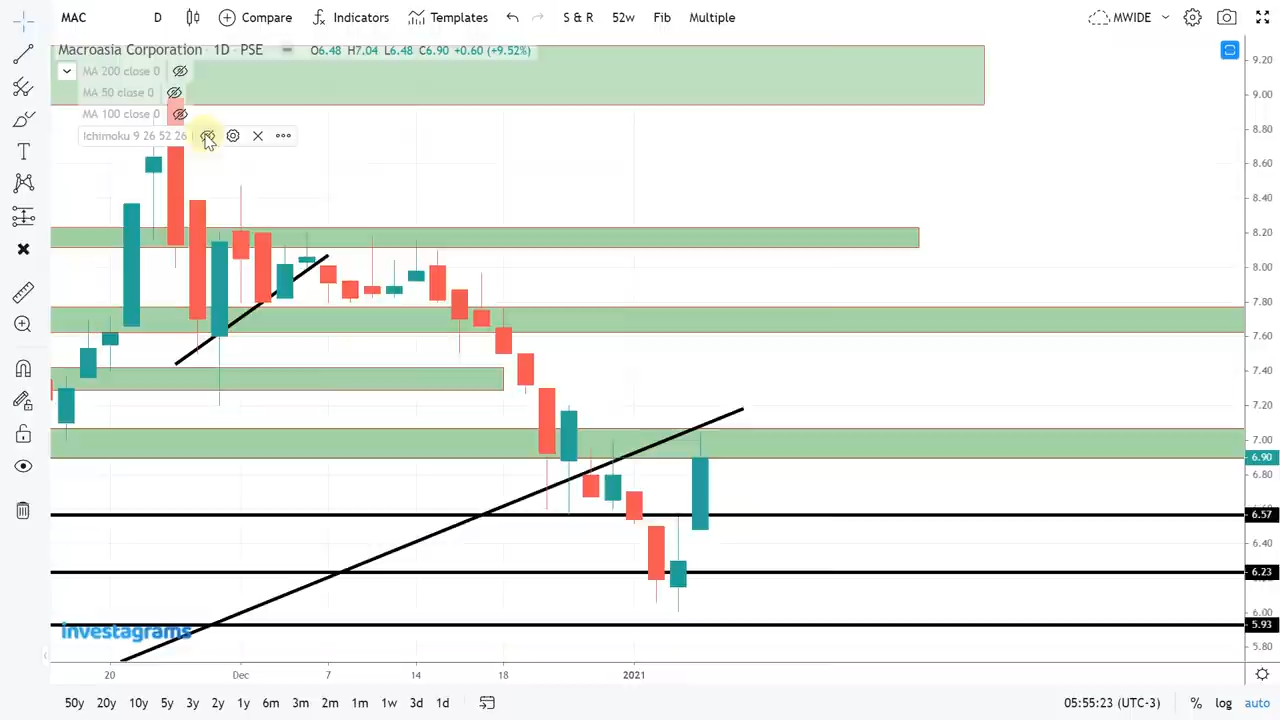 MAC D Compare Indicators Templates S & R 52w Fib Multiple MWIDE
Macroasia Corporation 1D · PSE O6.48 H7.04 L6.48 C6.90 +0.60 (+9.52%)
MA 200 close 0
MA 50 close 0
MA 100 close 0
Ichimoku 9 26 52 26
9.20
9.00
8.80
8.60
8.40
8.20
8.00
7.80
7.60
7.40
7.20
7.00
6.90
6.80
6.57
6.40
6.23
6.00
5.93
5.80
investagrams
20 Dec 7 14 18 2021
50y 20y 10y 5y 3y 2y 1y 6m 3m 2m 1m 1w 3d 1d 05:55:23 (UTC-3) % log auto